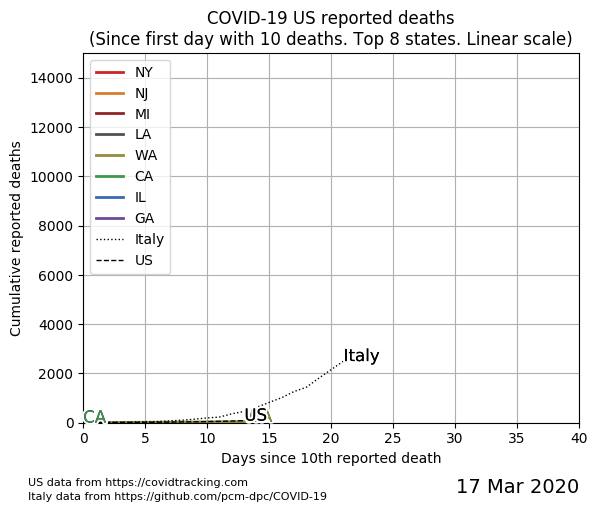 COVID-19 US reported deaths
(Since first day with 10 deaths. Top 8 states. Linear scale)
Cumulative reported deaths
14000
12000
10000
8000
6000
4000
2000
0
NY
NJ
MI
LA
WA
CA
IL
GA
Italy
US
Italy
CA
US
0 5 10 15 20 25 30 35 40
Days since 10th reported death
US data from https://covidtracking.com
Italy data from https://github.com/pcm-dpc/COVID-19
17 Mar 2020